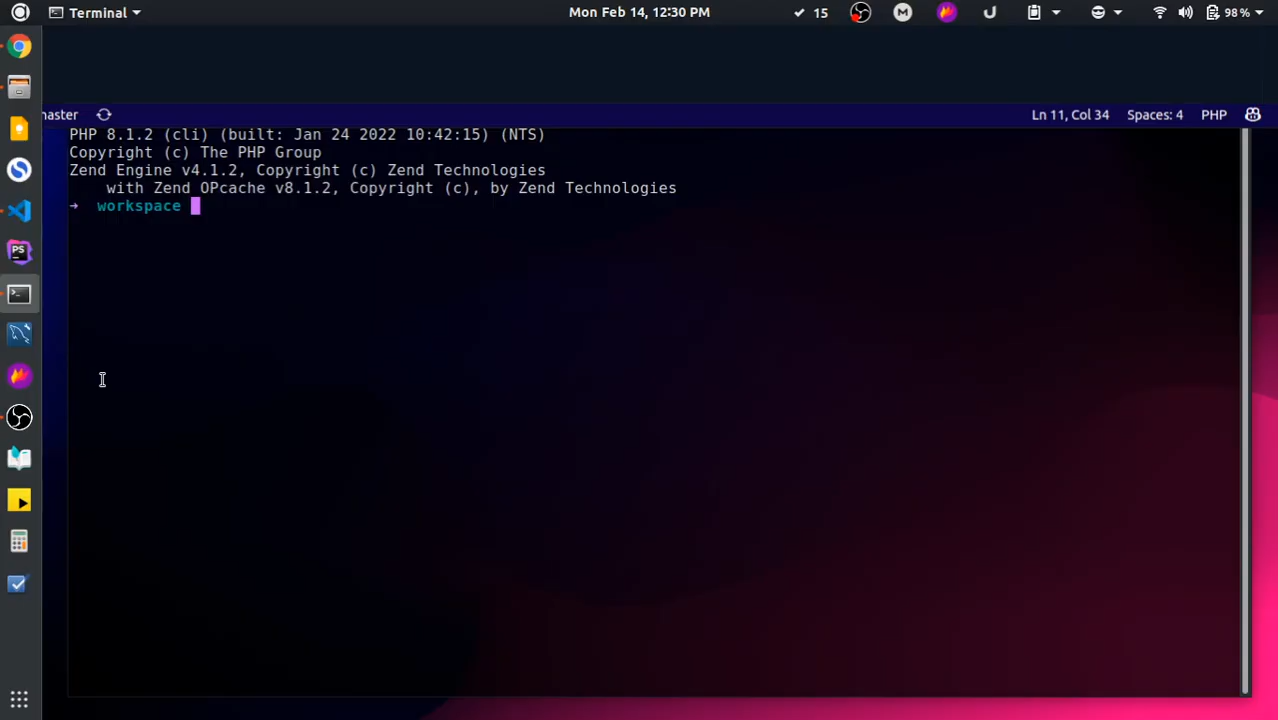 Terminal
Mon Feb 14, 12:30 PM
15
M
98 %
master
Ln 11, Col 34
Spaces: 4
PHP
PS
PHP 8.1.2 (cli) (built: Jan 24 2022 10:42:15) (NTS)
Copyright (c) The PHP Group
Zend Engine v4.1.2, Copyright (c) Zend Technologies
with Zend OPcache v8.1.2, Copyright (c), by Zend Technologies
→ workspace